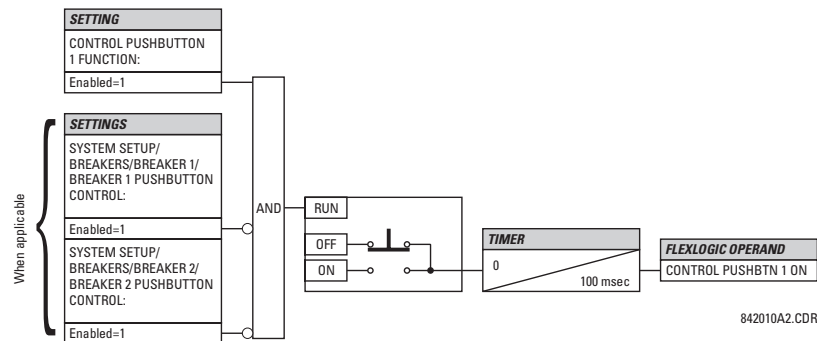 SETTING
CONTROL PUSHBUTTON
1 FUNCTION:
Enabled=1
When applicable
SETTINGS
SYSTEM SETUP/
BREAKERS/BREAKER 1/
BREAKER 1 PUSHBUTTON
CONTROL:
Enabled=1
SYSTEM SETUP/
BREAKERS/BREAKER 2/
BREAKER 2 PUSHBUTTON
CONTROL:
Enabled=1
AND
RUN
OFF
ON
TIMER
0
100 msec
FLEXLOGIC OPERAND
CONTROL PUSHBTN 1 ON
842010A2.CDR